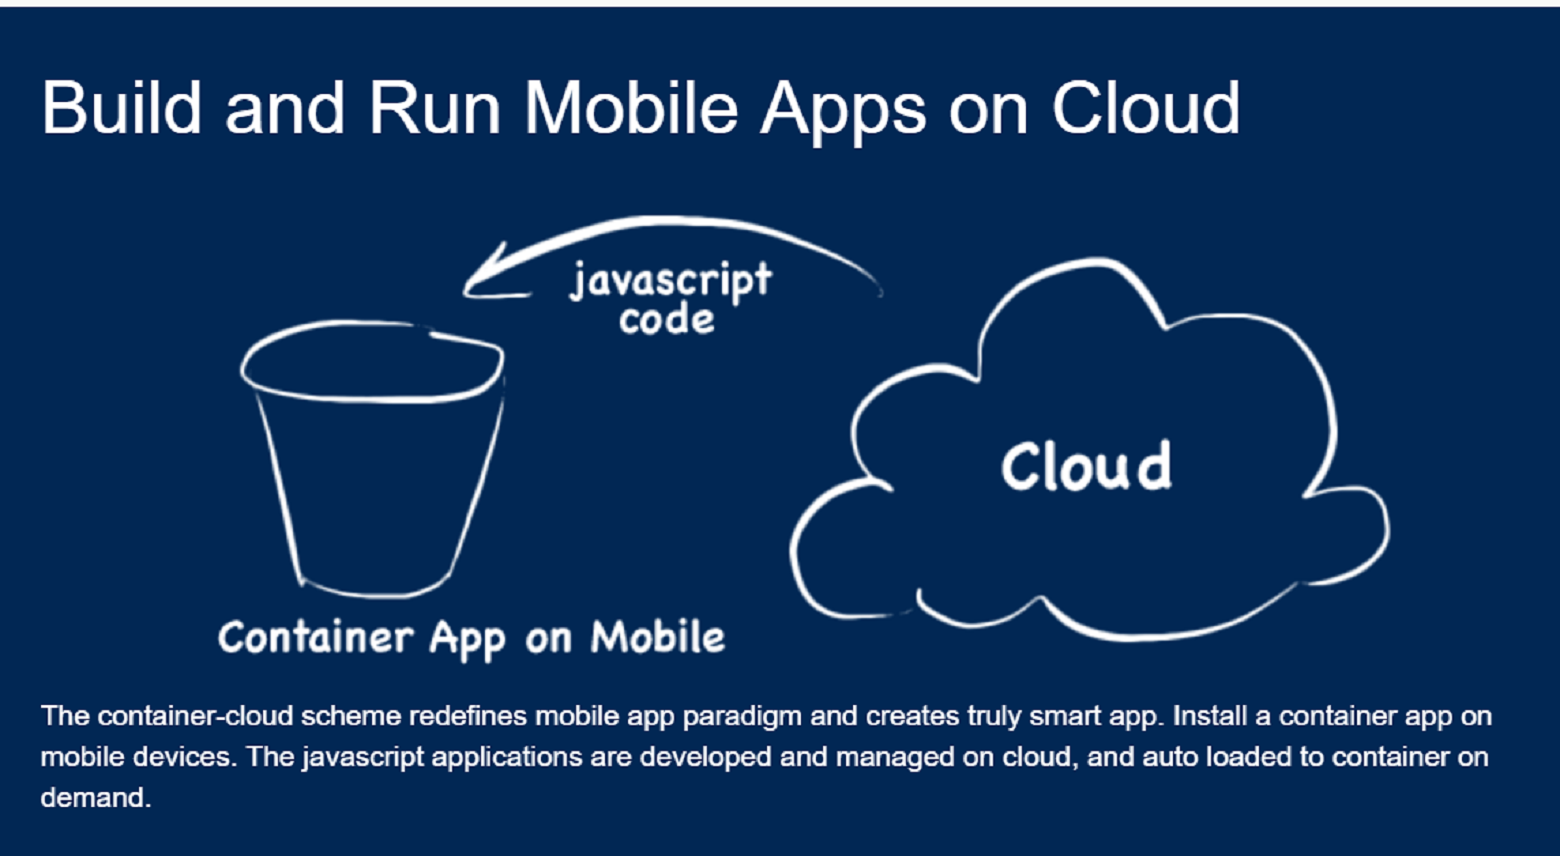 Build and Run Mobile Apps on Cloud
javascript
code
Cloud
Container App on Mobile
The container-cloud scheme redefines mobile app paradigm and creates truly smart app. Install a container app on
mobile devices. The javascript applications are developed and managed on cloud, and auto loaded to container on
demand.